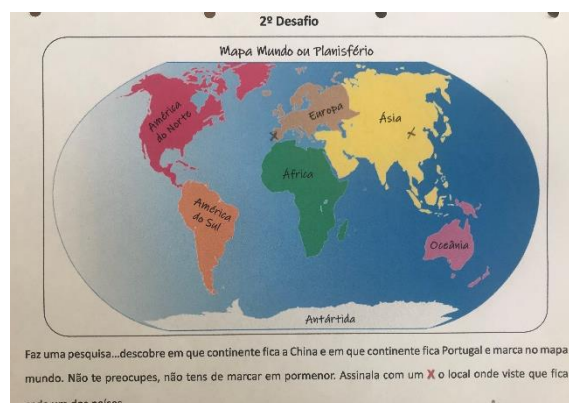 2º Desafio
Mapa Mundo ou Planisfério
América
do Norte
Europa
Ásia
África
América
do Sul
Oceânia
Antártida
Faz uma pesquisa...descobre em que continente fica a China e em que continente fica Portugal e marca no mapa
mundo. Não te preocupes, não tens de marcar em pormenor. Assinala com um X o local onde viste que fica